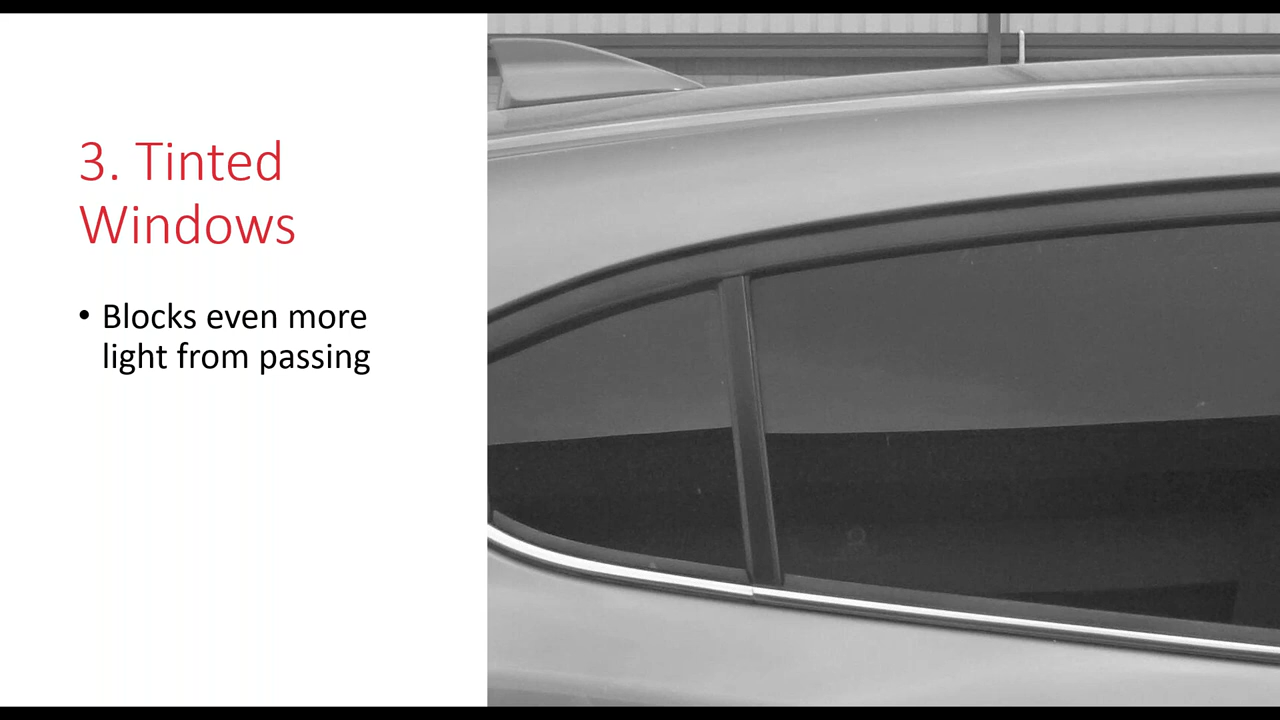 3. Tinted
Windows
• Blocks even more
light from passing